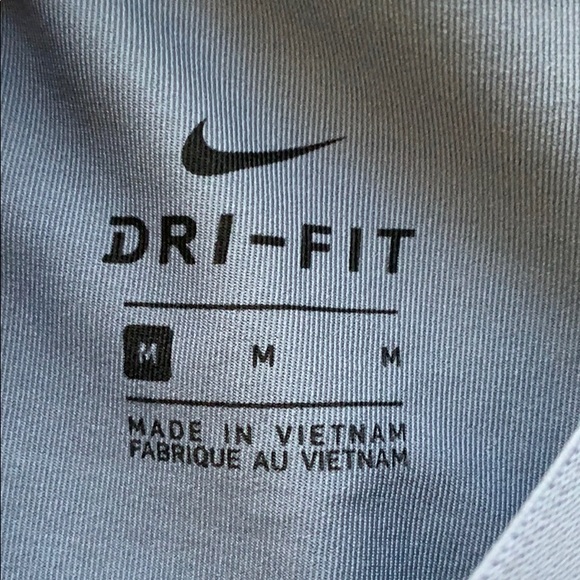 DRI-FIT
M M M
MADE IN VIETNAM
FABRIQUE AU VIETNAM